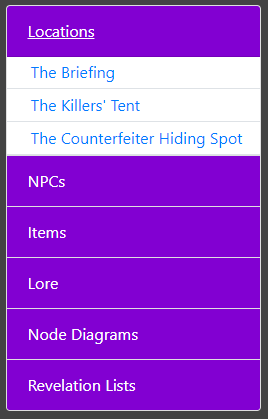 Locations
The Briefing
The Killers' Tent
The Counterfeiter Hiding Spot
NPCs
Items
Lore
Node Diagrams
Revelation Lists